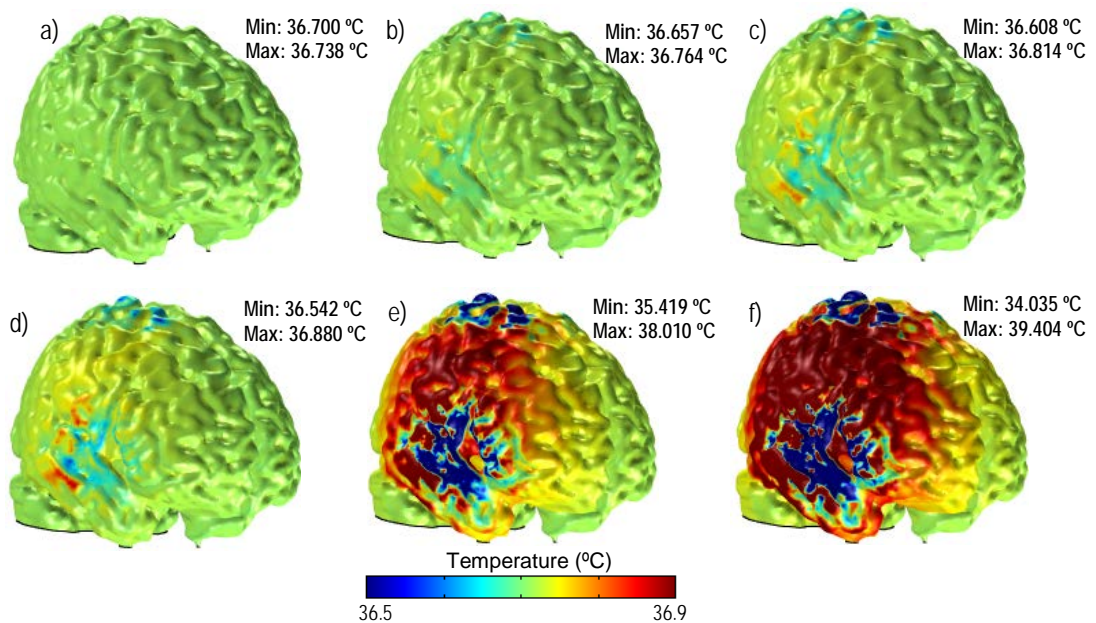 a)
Min: 36.700 ºC
Max: 36.738 ºC
b)
Min: 36.657 ºC
Max: 36.764 ºC
c)
Min: 36.608 ºC
Max: 36.814 ºC
d)
Min: 36.542 ºC
Max: 36.880 ºC
e)
Min: 35.419 ºC
Max: 38.010 ºC
f)
Min: 34.035 ºC
Max: 39.404 ºC
Temperature (ºC)
36.5
36.9